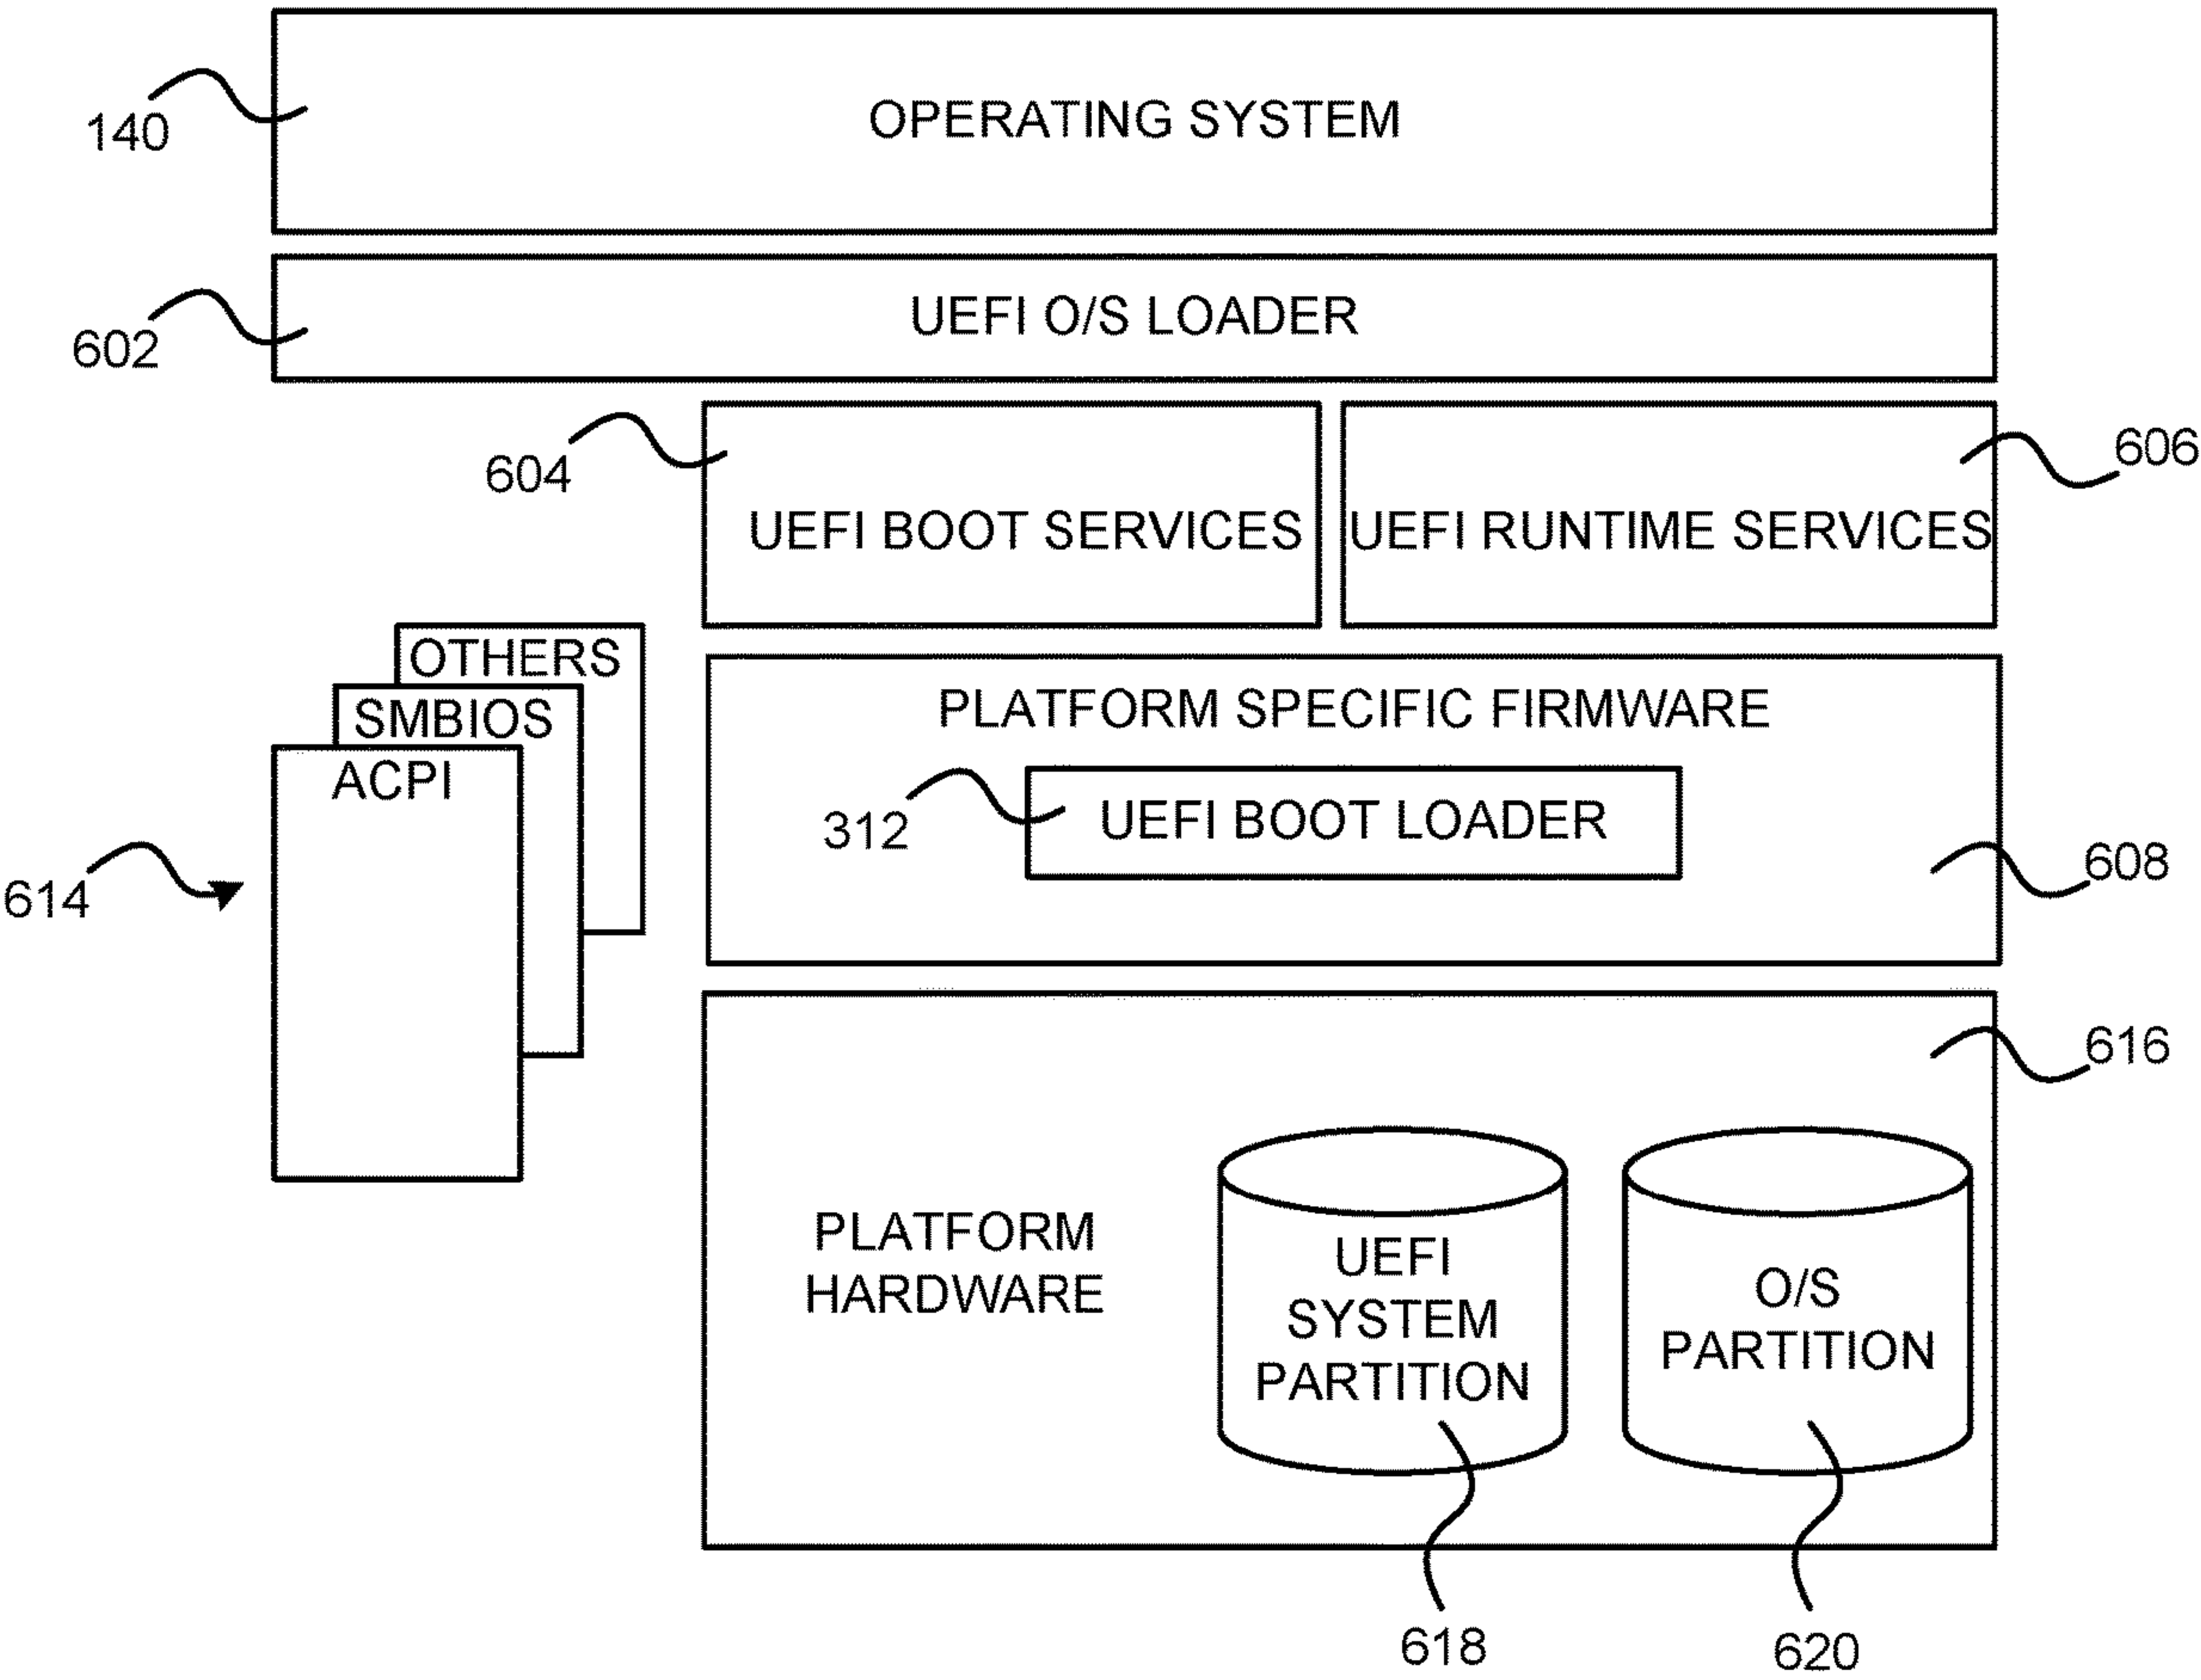 OPERATING SYSTEM
140
UEFI O/S LOADER
602
604
606
UEFI BOOT SERVICES
UEFI RUNTIME SERVICES
OTHERS
SMBIOS
ACPI
614
PLATFORM SPECIFIC FIRMWARE
312
UEFI BOOT LOADER
608
616
PLATFORM
HARDWARE
UEFI
SYSTEM
PARTITION
O/S
PARTITION
618
620